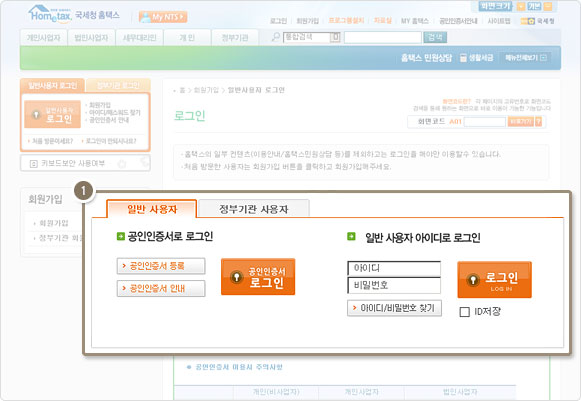 Hometax 국세청 홈택스
My NTS
화면크기 + 기본 -
로그인 회원가입 프로그램설치 자료실 MY 홈택스 공인인증안내 사이트맵 국세청
개인사업자 법인사업자 세무대리인 개 인 정부기관
통합검색 검색
홈택스 민원상담 생활세금 메뉴전체보기
일반사용자 로그인 정부기관 로그인
일반사용자 로그인
회원가입
아이디/패스워드 찾기
공인인증서 안내
처음 방문이세요? 로그인이 안되시나요?
키보드보안 사용여부
회원가입
회원가입
홈 > 회원가입 > 일반사용자 로그인
로그인
화면코드 A01 바로가기 ?
· 홈택스의 일부 컨텐츠(이용안내/홈택스민원상담 등)를 제외하고는 로그인을 해야만 이용할수 있습니다.
· 처음 방문한 사용자는 회원가입 버튼을 클릭하고 회원가입해주세요.
1
일반 사용자 정부기관 사용자
공인인증서로 로그인
공인인증서 등록
공인인증서 안내
공인인증서
로그인
일반 사용자 아이디로 로그인
아이디
비밀번호
로그인
LOG IN
아이디/비밀번호 찾기
ID저장
공인인증서 이용시 주의사항
개인(비사업자) 개인사업자 법인사업자